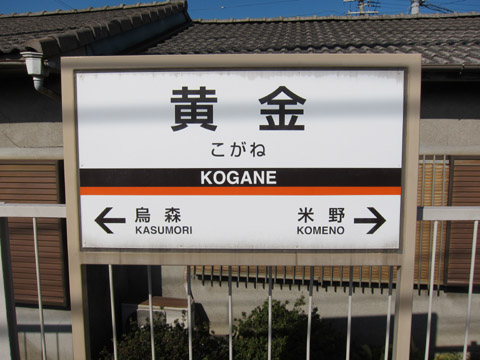 黄金
こがね
KOGANE
← 烏森 米野 →
KASUMORI KOMENO